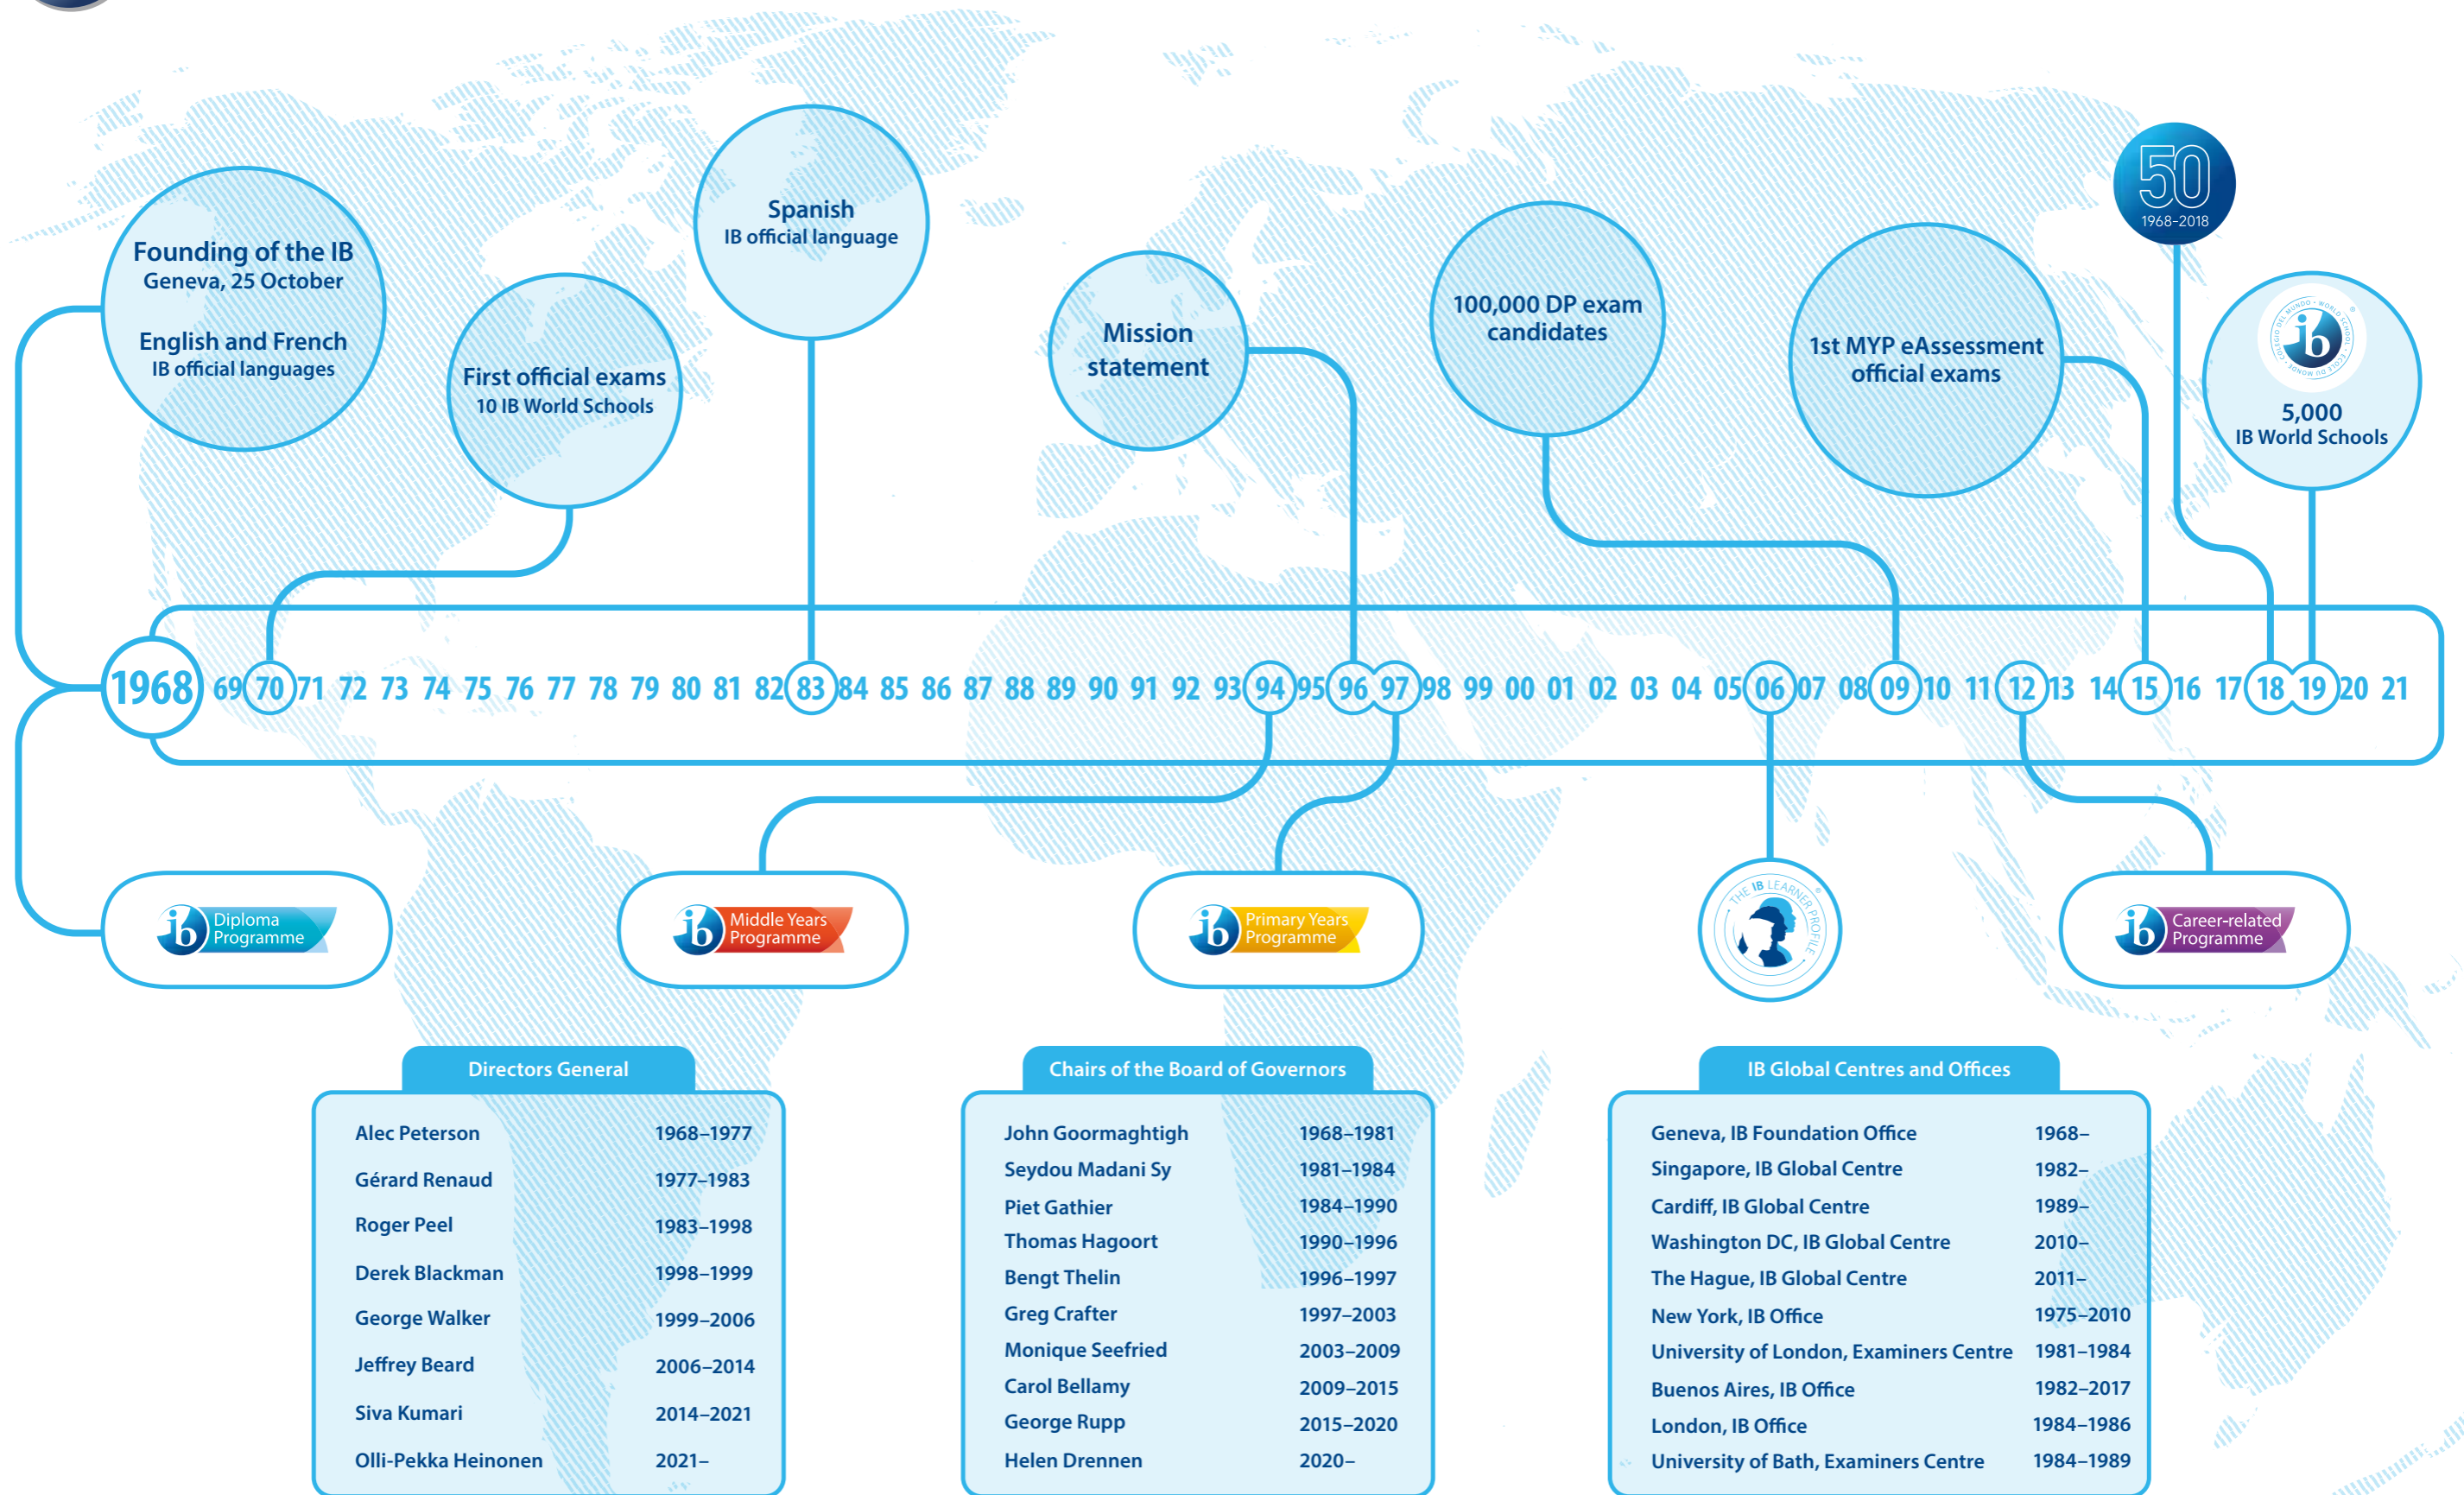 Founding of the IB
Geneva, 25 October
English and French
IB official languages
First official exams
10 IB World Schools
Spanish
IB official language
Mission
statement
100,000 DP exam
candidates
1st MYP eAssessment
official exams
50
1968–2018
COLEGIO DEL MUNDO • WORLD SCHOOL • ÉCOLE DU MONDE •
®
ib
5,000
IB World Schools
1968 69 70 71 72 73 74 75 76 77 78 79 80 81 82 83 84 85 86 87 88 89 90 91 92 93 94 95 96 97 98 99 00 01 02 03 04 05 06 07 08 09 10 11 12 13 14 15 16 17 18 19 20 21
ib Diploma
Programme
ib Middle Years
Programme
ib Primary Years
Programme
• THE IB LEARNER PROFILE •
®
ib Career-related
Programme
Directors General
Alec Peterson 1968–1977
Gérard Renaud 1977–1983
Roger Peel 1983–1998
Derek Blackman 1998–1999
George Walker 1999–2006
Jeffrey Beard 2006–2014
Siva Kumari 2014–2021
Olli-Pekka Heinonen 2021–
Chairs of the Board of Governors
John Goormaghtigh 1968–1981
Seydou Madani Sy 1981–1984
Piet Gathier 1984–1990
Thomas Hagoort 1990–1996
Bengt Thelin 1996–1997
Greg Crafter 1997–2003
Monique Seefried 2003–2009
Carol Bellamy 2009–2015
George Rupp 2015–2020
Helen Drennen 2020–
IB Global Centres and Offices
Geneva, IB Foundation Office 1968–
Singapore, IB Global Centre 1982–
Cardiff, IB Global Centre 1989–
Washington DC, IB Global Centre 2010–
The Hague, IB Global Centre 2011–
New York, IB Office 1975–2010
University of London, Examiners Centre 1981–1984
Buenos Aires, IB Office 1982–2017
London, IB Office 1984–1986
University of Bath, Examiners Centre 1984–1989